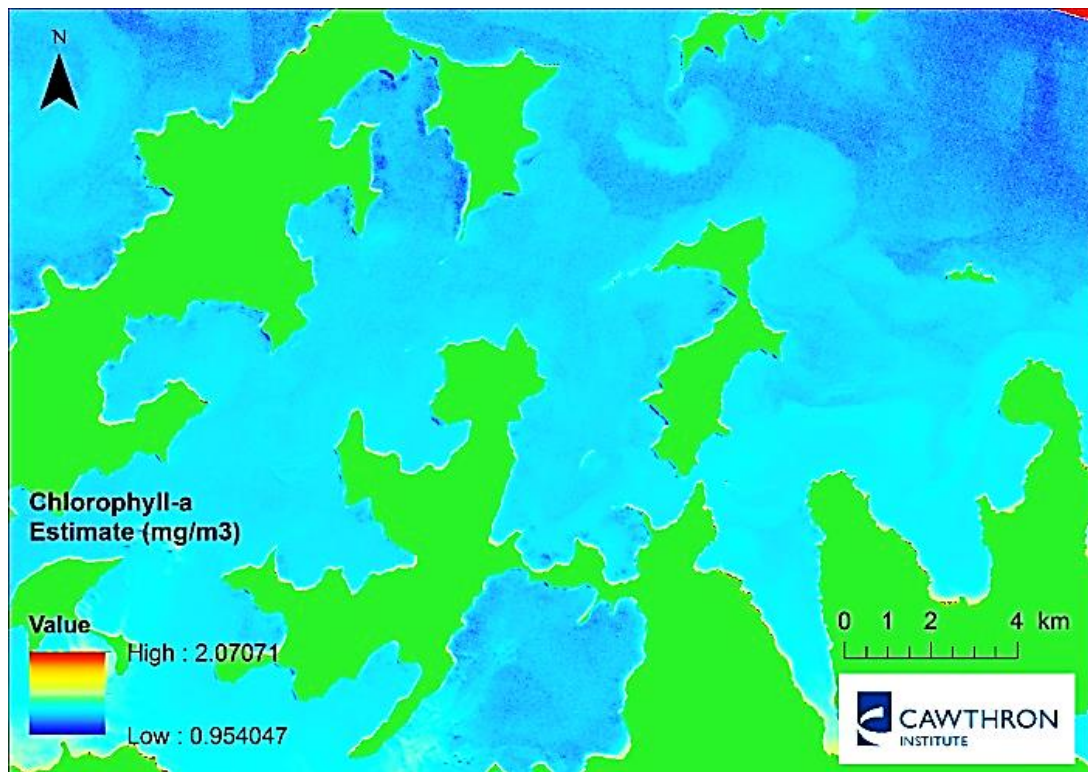 N
Chlorophyll-a
Estimate (mg/m3)
Value
High : 2.07071
Low : 0.954047
0 1 2 4 km
CAWTHRON
INSTITUTE